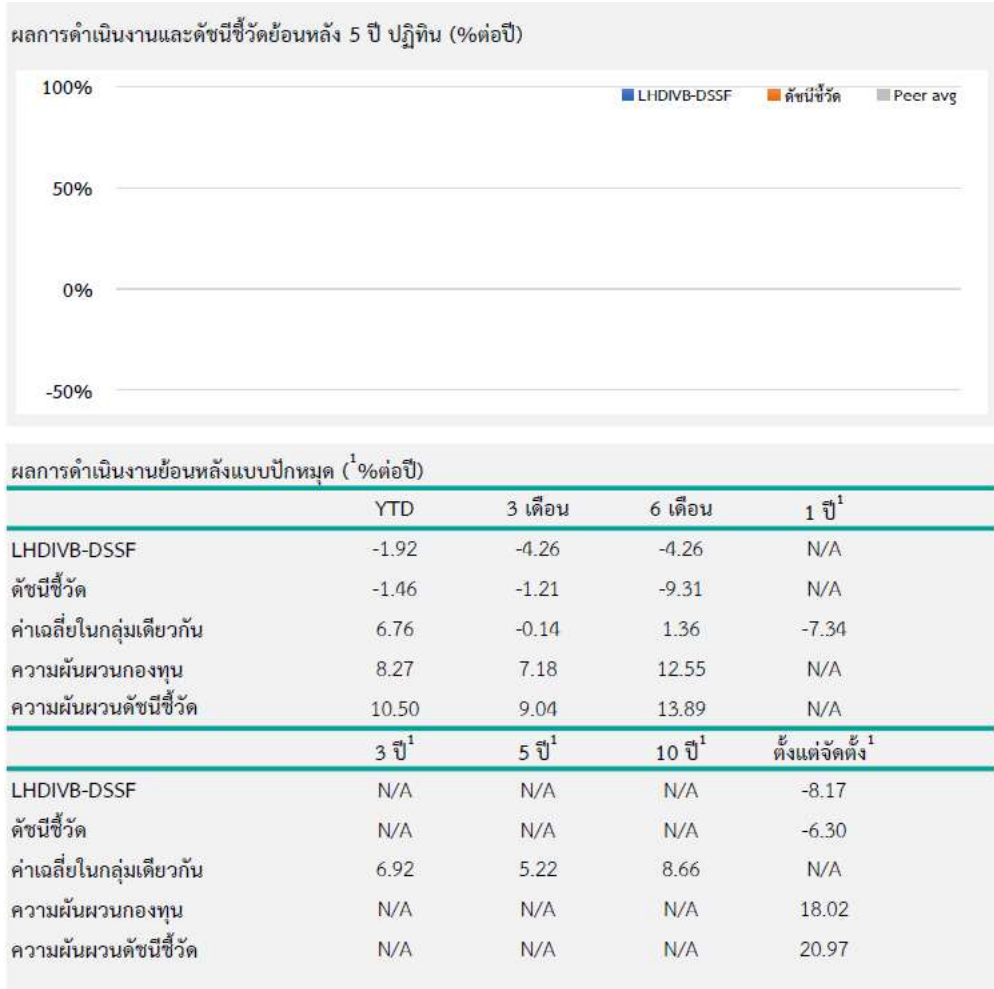 ผลการดำเนินงานและดัชนีชี้วัดย้อนหลัง 5 ปี ปฏิทิน (%ต่อปี)
100% LHDIVB-DSSF ดัชนีชี้วัด Peer avg
50%
0%
-50%
ผลการดำเนินงานย้อนหลังแบบปักหมุด (¹%ต่อปี)
YTD 3 เดือน 6 เดือน 1 ปี¹
LHDIVB-DSSF -1.92 -4.26 -4.26 N/A
ดัชนีชี้วัด -1.46 -1.21 -9.31 N/A
ค่าเฉลี่ยในกลุ่มเดียวกัน 6.76 -0.14 1.36 -7.34
ความผันผวนกองทุน 8.27 7.18 12.55 N/A
ความผันผวนดัชนีชี้วัด 10.50 9.04 13.89 N/A
3 ปี¹ 5 ปี¹ 10 ปี¹ ตั้งแต่จัดตั้ง¹
LHDIVB-DSSF N/A N/A N/A -8.17
ดัชนีชี้วัด N/A N/A N/A -6.30
ค่าเฉลี่ยในกลุ่มเดียวกัน 6.92 5.22 8.66 N/A
ความผันผวนกองทุน N/A N/A N/A 18.02
ความผันผวนดัชนีชี้วัด N/A N/A N/A 20.97